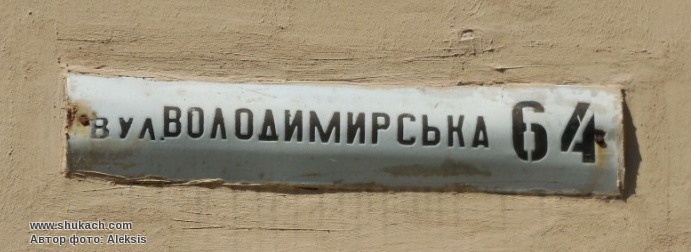 вул. ВОЛОДИМИРСЬКА 64
www.shukach.com
Автор фото: Aleksis